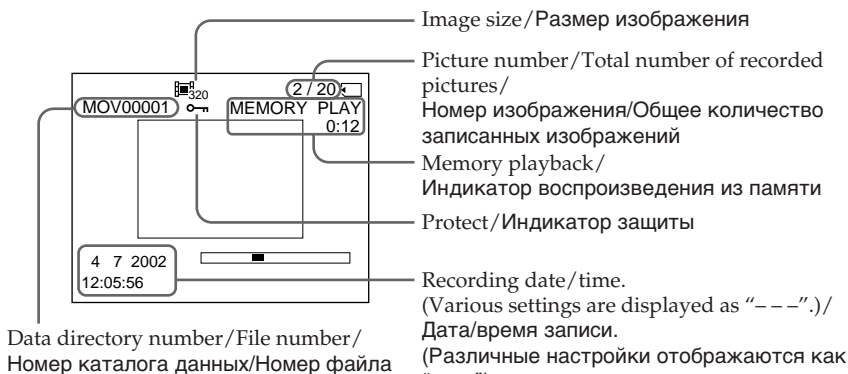 Image size/Размер изображения
Picture number/Total number of recorded
pictures/
Номер изображения/Общее количество
записанных изображений
320
2 / 20
MOV00001
MEMORY PLAY
0:12
Memory playback/
Индикатор воспроизведения из памяти
Protect/Индикатор защиты
4 7 2002
12:05:56
Recording date/time.
(Various settings are displayed as “– – –”.)/
Дата/время записи.
(Различные настройки отображаются как
Data directory number/File number/
Номер каталога данных/Номер файла